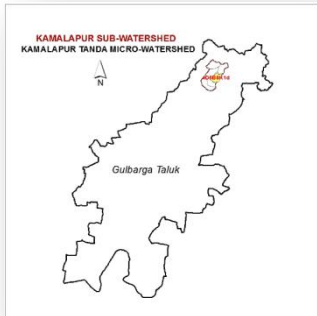 KAMALAPUR SUB-WATERSHED
KAMALAPUR TANDA MICRO-WATERSHED
N
Gulbarga Taluk